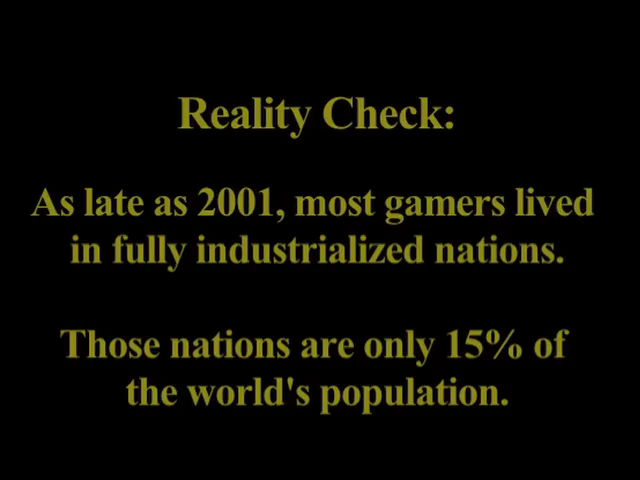 Reality Check:
As late as 2001, most gamers lived
in fully industrialized nations.
Those nations are only 15% of
the world's population.